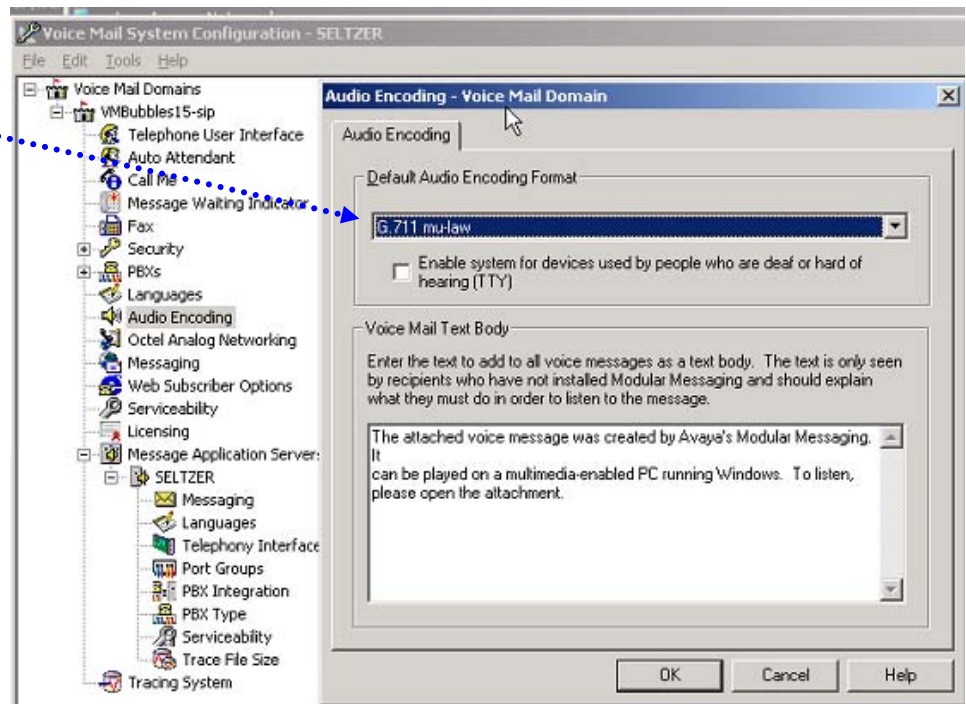 Voice Mail System Configuration - SELTZER
File Edit Tools Help
Voice Mail Domains
VMBubbles15-sip
Telephone User Interface
Auto Attendant
Call Me
Message Waiting Indicator
Fax
Security
PBXs
Languages
Audio Encoding
Octel Analog Networking
Messaging
Web Subscriber Options
Serviceability
Licensing
Message Application Servers
SELTZER
Messaging
Languages
Telephony Interface
Port Groups
PBX Integration
PBX Type
Serviceability
Trace File Size
Tracing System
Audio Encoding - Voice Mail Domain
Audio Encoding
Default Audio Encoding Format
G.711 mu-law
Enable system for devices used by people who are deaf or hard of
hearing (TTY)
Voice Mail Text Body
Enter the text to add to all voice messages as a text body. The text is only seen
by recipients who have not installed Modular Messaging and should explain
what they must do in order to listen to the message.
The attached voice message was created by Avaya's Modular Messaging.
It
can be played on a multimedia-enabled PC running Windows. To listen,
please open the attachment.
OK Cancel Help